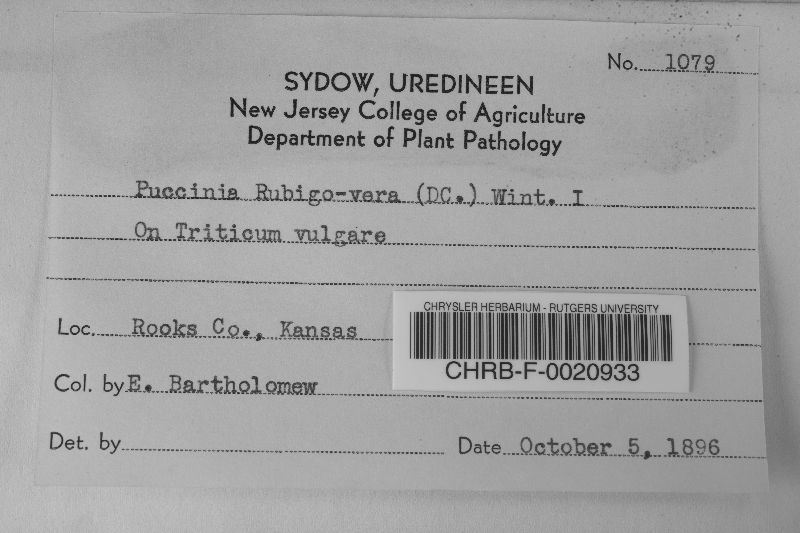 No. 1079
SYDOW, UREDINEEN
New Jersey College of Agriculture
Department of Plant Pathology
Puccinia Rubigo-vera (DC.) Wint. I
On Triticum vulgare
Loc. Rooks Co., Kansas
CHRYSLER HERBARIUM - RUTGERS UNIVERSITY
CHRB-F-0020933
Col. by E. Bartholomew
Det. by
Date October 5, 1896